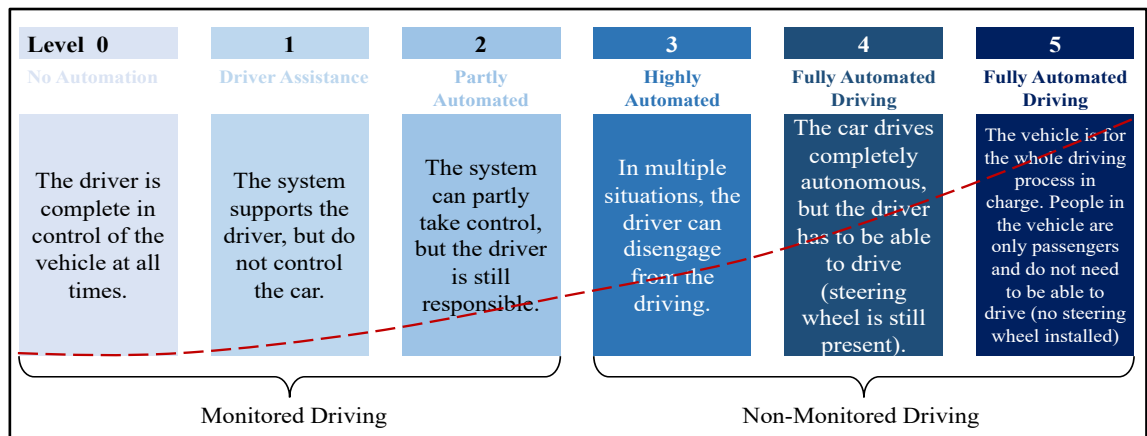 Level 0
No Automation
The driver is
complete in
control of the
vehicle at all
times.
1
Driver Assistance
The system
supports the
driver, but do
not control
the car.
2
Partly
Automated
The system
can partly
take control,
but the driver
is still
responsible.
3
Highly
Automated
In multiple
situations, the
driver can
disengage
from the
driving.
4
Fully Automated
Driving
The car drives
completely
autonomous,
but the driver
has to be able
to drive
(steering
wheel is still
present).
5
Fully Automated
Driving
The vehicle is for
the whole driving
process in
charge. People in
the vehicle are
only passengers
and do not need
to be able to
drive (no steering
wheel installed)
Monitored Driving
Non-Monitored Driving